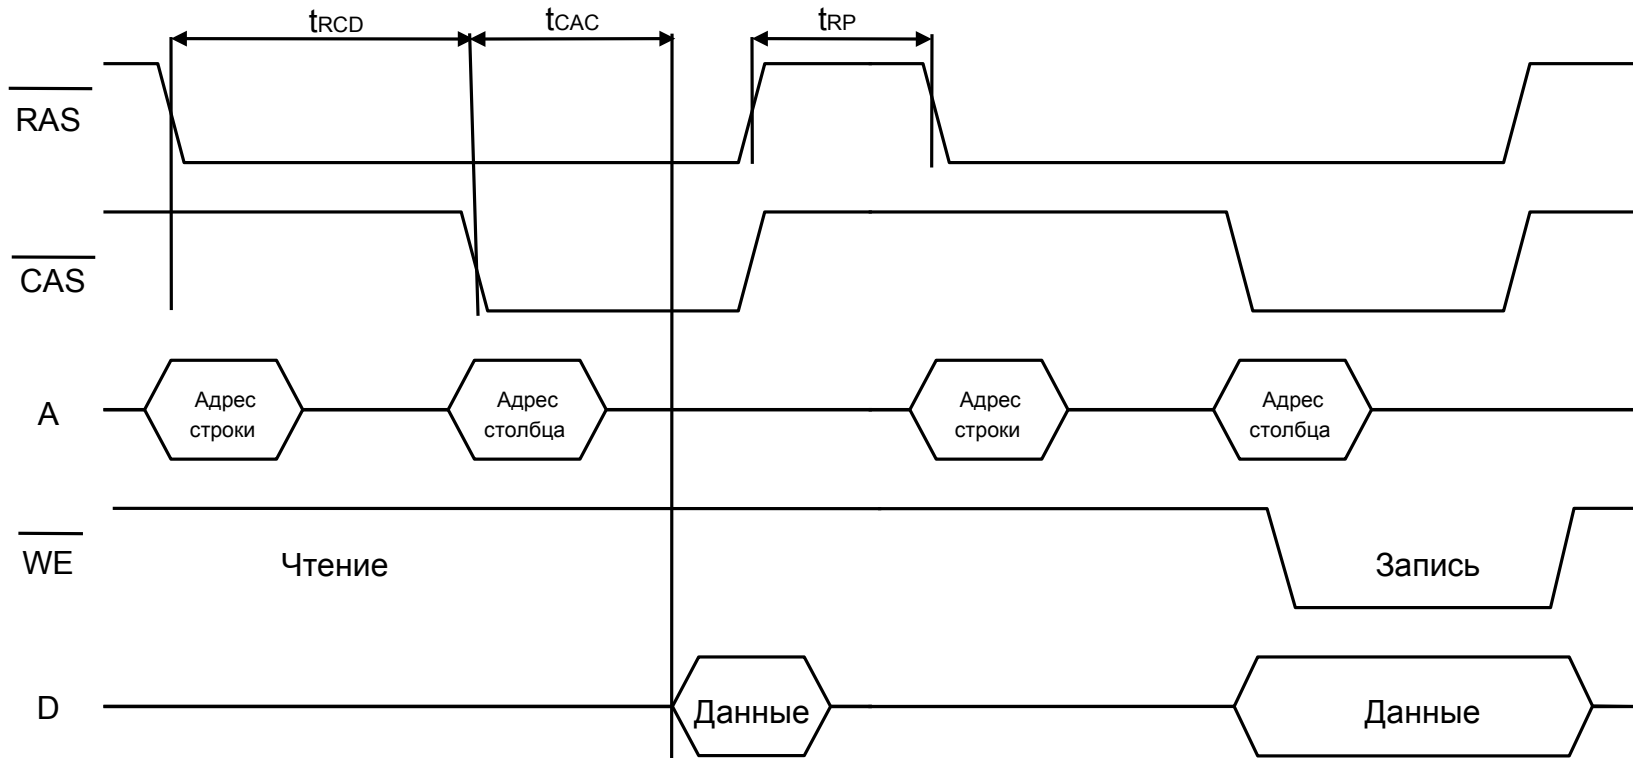 tRCD
tCAC
tRP
RAS
CAS
A
Адрес
строки
Адрес
столбца
Адрес
строки
Адрес
столбца
WE
Чтение
Запись
D
Данные
Данные